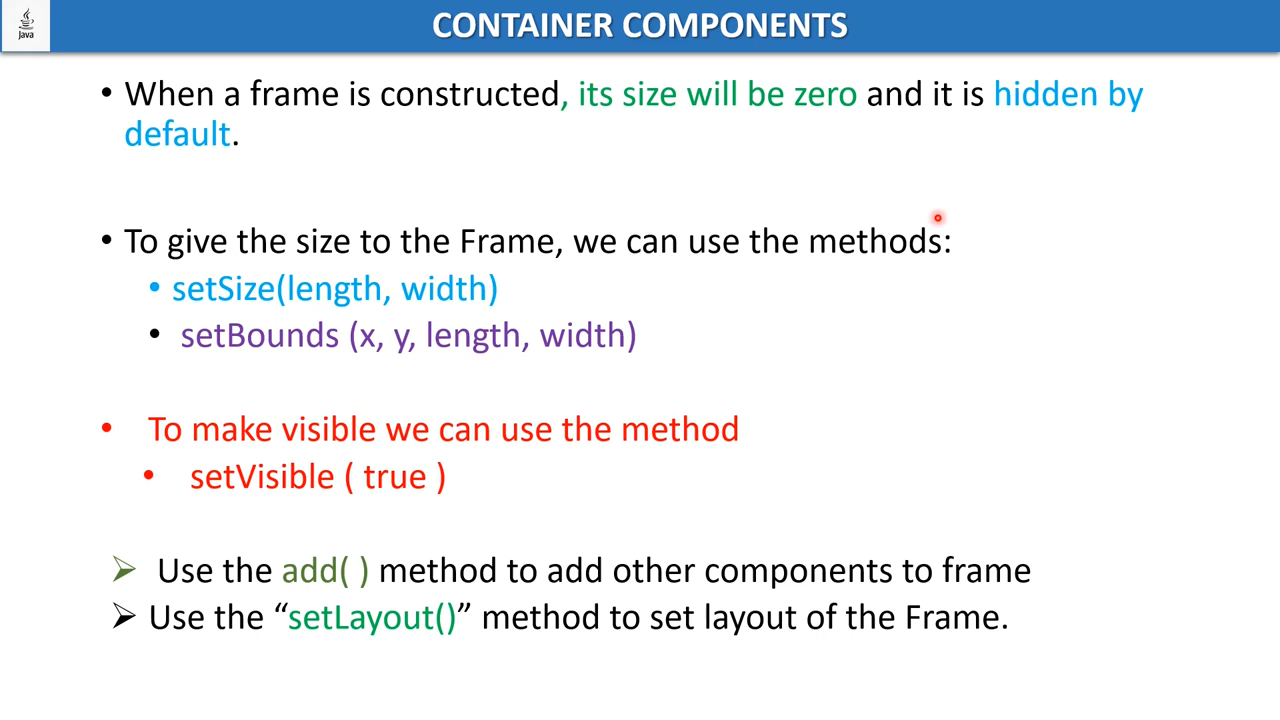 Java
CONTAINER COMPONENTS
• When a frame is constructed, its size will be zero and it is hidden by
default.
• To give the size to the Frame, we can use the methods:
• setSize(length, width)
• setBounds (x, y, length, width)
• To make visible we can use the method
• setVisible ( true )
➢ Use the add( ) method to add other components to frame
➢ Use the “setLayout()” method to set layout of the Frame.